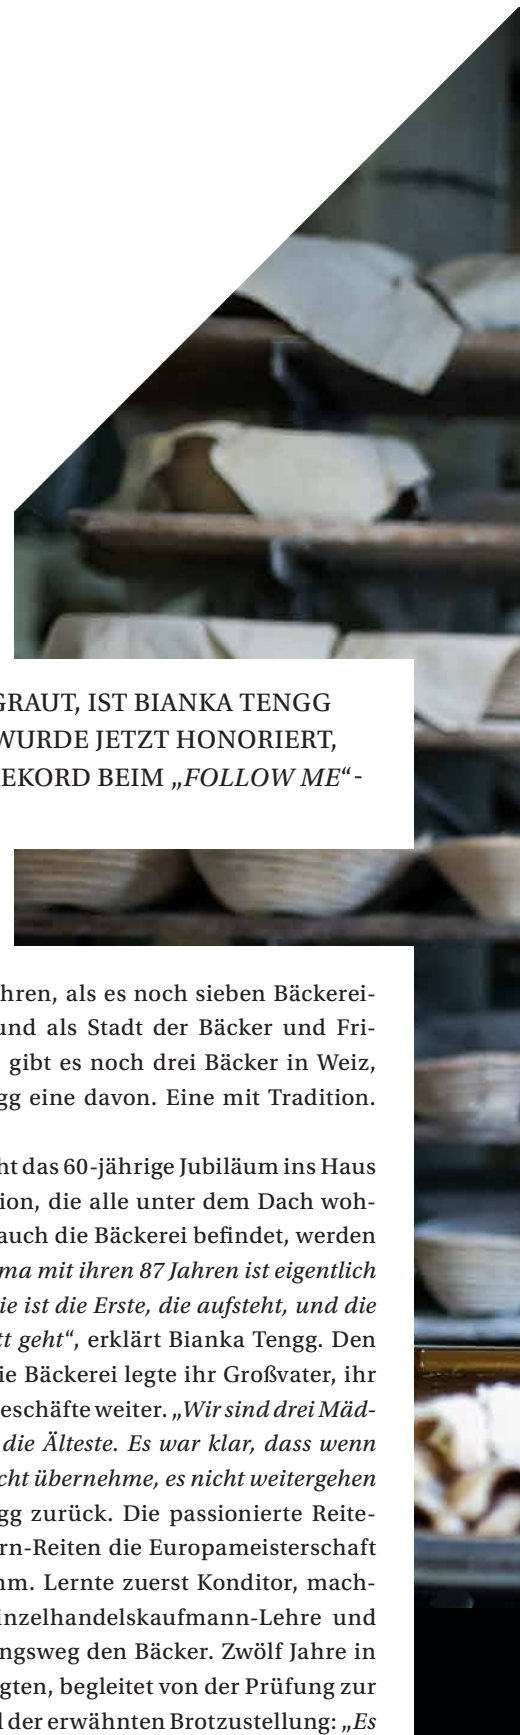 GRAUT, IST BIANKA TENGG
WURDE JETZT HONORIERT,
EKORD BEIM „FOLLOW ME“-
hren, als es noch sieben Bäckerei-
und als Stadt der Bäcker und Fri-
gibt es noch drei Bäcker in Weiz,
gg eine davon. Eine mit Tradition.
ht das 60-jährige Jubiläum ins Haus
ion, die alle unter dem Dach woh-
auch die Bäckerei befindet, werden
ma mit ihren 87 Jahren ist eigentlich
ie ist die Erste, die aufsteht, und die
tt geht“, erklärt Bianka Tengg. Den
ie Bäckerei legte ihr Großvater, ihr
eschäfte weiter. „Wir sind drei Mäd-
die Älteste. Es war klar, dass wenn
cht übernehme, es nicht weitergehen
gg zurück. Die passionierte Reite-
rn-Reiten die Europameisterschaft
hm. Lernte zuerst Konditor, mach-
inzelhandelskaufmann-Lehre und
ngsweg den Bäcker. Zwölf Jahre in
gten, begleitet von der Prüfung zur
d der erwähnten Brotzustellung: „Es